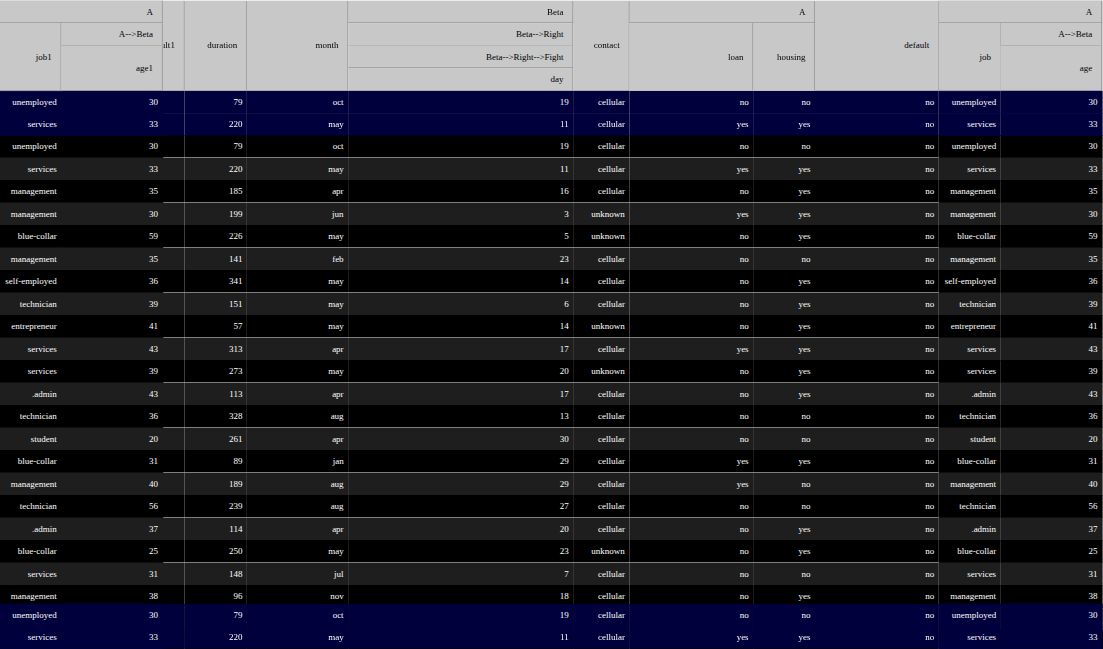 A Beta A A
A-->Beta Beta-->Right A-->Beta
job1 age1 ult1 duration month Beta-->Right-->Fight day contact loan housing default job age
unemployed 30 79 oct 19 cellular no no no unemployed 30
services 33 220 may 11 cellular yes yes no services 33
unemployed 30 79 oct 19 cellular no no no unemployed 30
services 33 220 may 11 cellular yes yes no services 33
management 35 185 apr 16 cellular no yes no management 35
management 30 199 jun 3 unknown yes yes no management 30
blue-collar 59 226 may 5 unknown no yes no blue-collar 59
management 35 141 feb 23 cellular no no no management 35
self-employed 36 341 may 14 cellular no yes no self-employed 36
technician 39 151 may 6 cellular no yes no technician 39
entrepreneur 41 57 may 14 unknown no yes no entrepreneur 41
services 43 313 apr 17 cellular yes yes no services 43
services 39 273 may 20 unknown no yes no services 39
.admin 43 113 apr 17 cellular no yes no .admin 43
technician 36 328 aug 13 cellular no no no technician 36
student 20 261 apr 30 cellular no no no student 20
blue-collar 31 89 jan 29 cellular yes yes no blue-collar 31
management 40 189 aug 29 cellular yes no no management 40
technician 56 239 aug 27 cellular no no no technician 56
.admin 37 114 apr 20 cellular no yes no .admin 37
blue-collar 25 250 may 23 unknown no yes no blue-collar 25
services 31 148 jul 7 cellular no no no services 31
management 38 96 nov 18 cellular no yes no management 38
unemployed 30 79 oct 19 cellular no no no unemployed 30
services 33 220 may 11 cellular yes yes no services 33